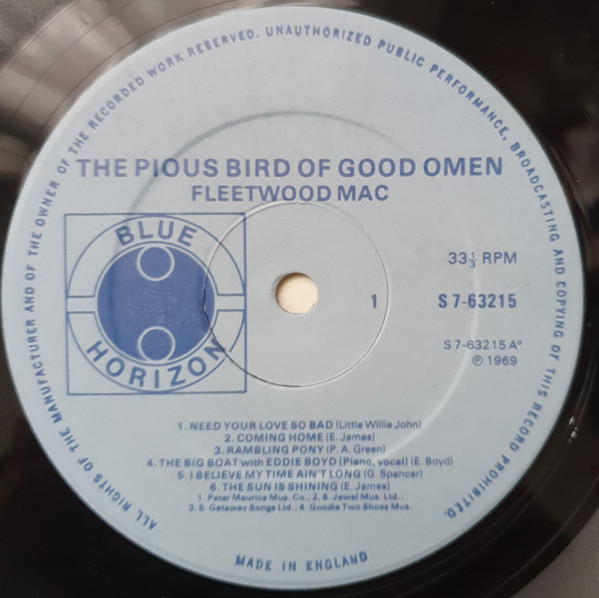 ALL RIGHTS OF THE MANUFACTURER AND OF THE OWNER OF THE RECORDED WORK RESERVED. UNAUTHORIZED PUBLIC PERFORMANCE, BROADCASTING AND COPYING OF THIS RECORD PROHIBITED.
THE PIOUS BIRD OF GOOD OMEN
FLEETWOOD MAC
BLUE
HORIZON
33⅓ RPM
1
S 7-63215
S 7-63215 A°
℗ 1969
1. NEED YOUR LOVE SO BAD (Little Willie John)
2. COMING HOME (E. James)
3. RAMBLING PONY (P. A. Green)
4. THE BIG BOAT with EDDIE BOYD (Piano, vocal) (E. Boyd)
5. I BELIEVE MY TIME AIN'T LONG (G. Spencer)
6. THE SUN IS SHINING (E. James)
1. Peter Maurice Mus. Co.; 2, 6. Jewel Mus. Ltd.;
3. 5. Getaway Songs Ltd.; 4. Goodie Two Shoes Mus.
MADE IN ENGLAND